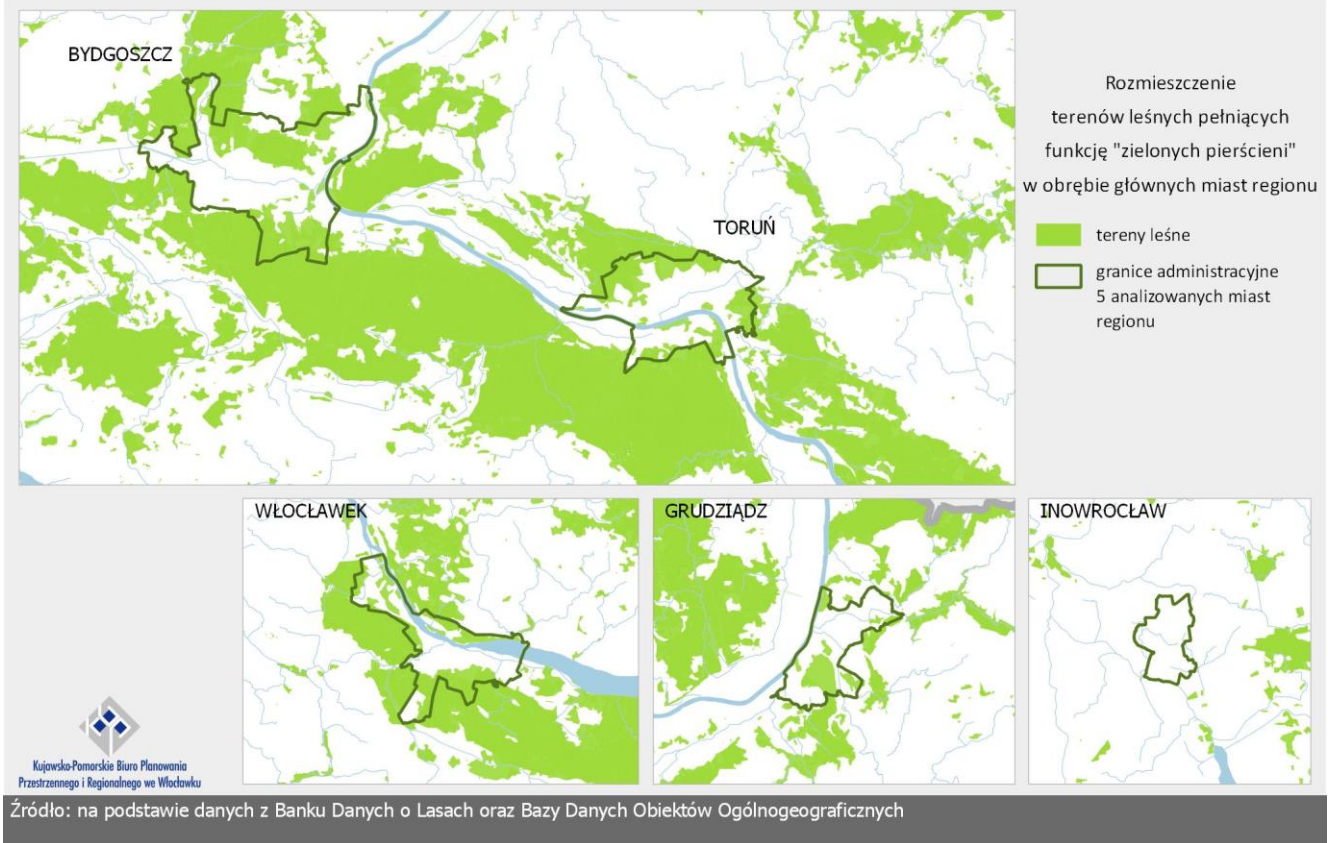 BYDGOSZCZ
TORUŃ
Rozmieszczenie
terenów leśnych pełniących
funkcję "zielonych pierścieni"
w obrębie głównych miast regionu
tereny leśne
granice administracyjne
5 analizowanych miast
regionu
WŁOCŁAWEK
GRUDZIĄDZ
INOWROCŁAW
Kujawsko-Pomorskie Biuro Planowania
Przestrzennego i Regionalnego we Włocławku
Źródło: na podstawie danych z Banku Danych o Lasach oraz Bazy Danych Obiektów Ogólnogeograficznych